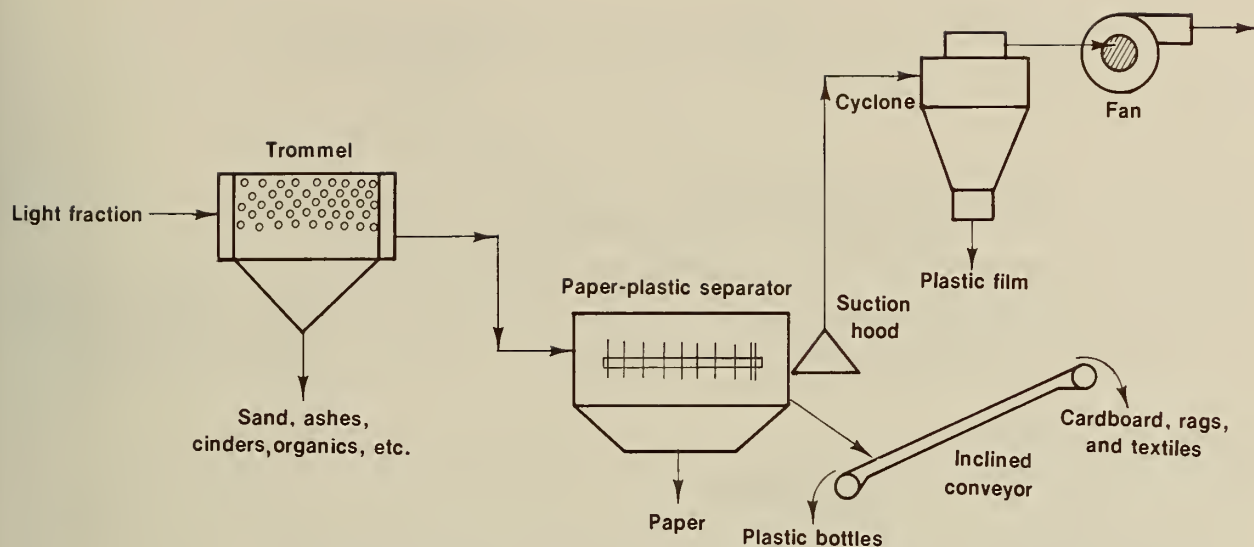 Trommel
Light fraction
Sand, ashes,
cinders, organics, etc.
Paper-plastic separator
Paper
Suction
hood
Cyclone
Plastic film
Fan
Inclined
conveyor
Plastic bottles
Cardboard, rags,
and textiles